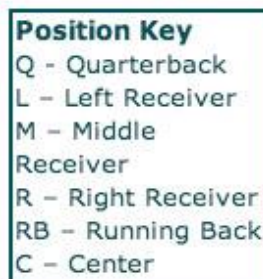 Position Key
Q - Quarterback
L – Left Receiver
M – Middle
Receiver
R – Right Receiver
RB – Running Back
C – Center